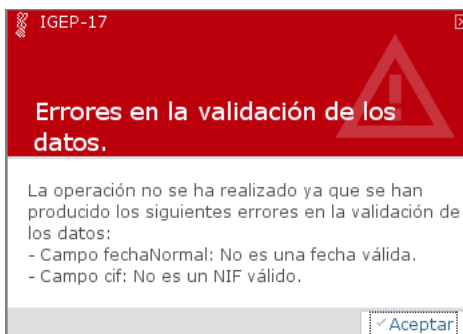 IGEP-17
Errores en la validación de los
datos.
La operación no se ha realizado ya que se han
producido los siguientes errores en la validación de
los datos:
- Campo fechaNormal: No es una fecha válida.
- Campo cif: No es un NIF válido.
Aceptar